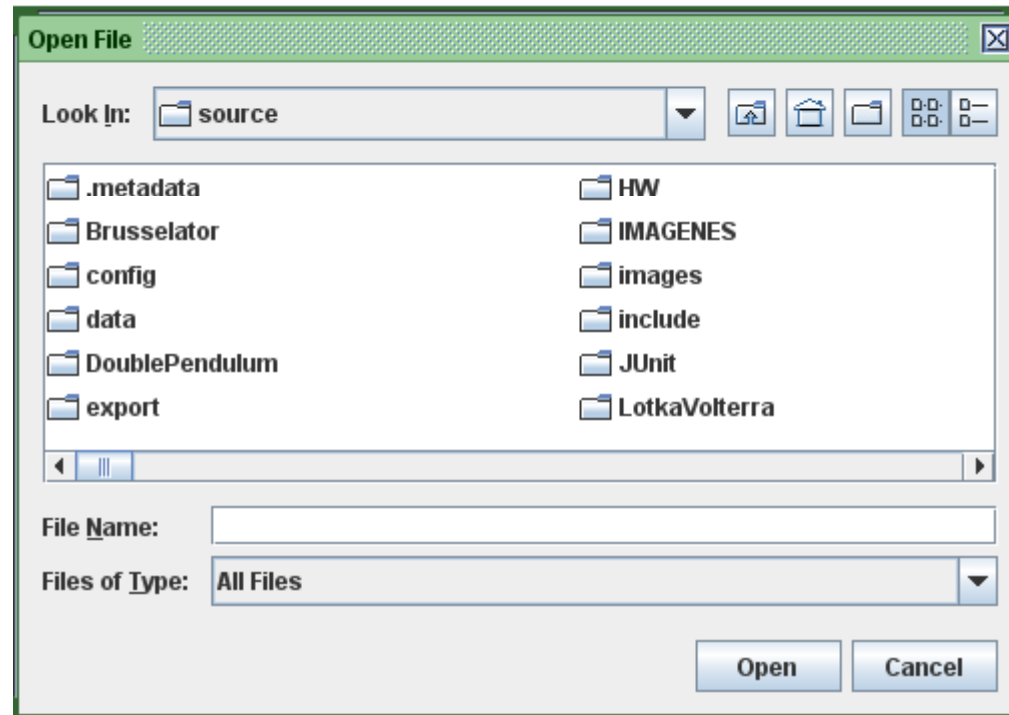 Open File
Look In: source
.metadata HW
Brusselator IMAGENES
config images
data include
DoublePendulum JUnit
export LotkaVolterra
File Name:
Files of Type: All Files
Open Cancel